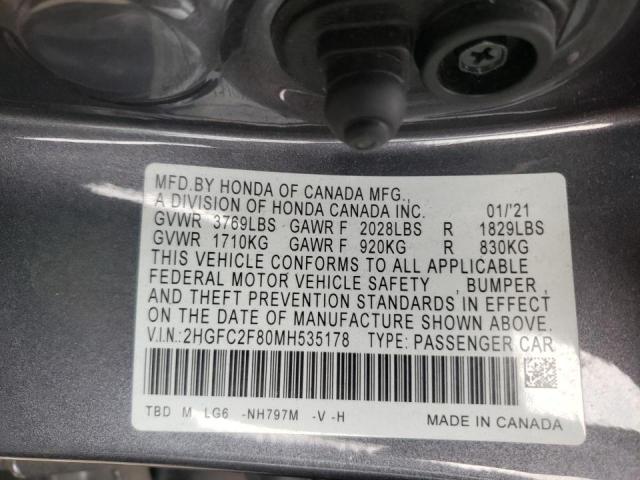 MFD.BY HONDA OF CANADA MFG.,
A DIVISION OF HONDA CANADA INC. 01/'21
GVWR 3769LBS GAWR F 2028LBS R 1829LBS
GVWR 1710KG GAWR F 920KG R 830KG
THIS VEHICLE CONFORMS TO ALL APPLICABLE
FEDERAL MOTOR VEHICLE SAFETY , BUMPER ,
AND THEFT PREVENTION STANDARDS IN EFFECT
ON THE DATE OF MANUFACTURE SHOWN ABOVE.
V.I.N.:2HGFC2F80MH535178 TYPE: PASSENGER CAR
TBD M LG6 -NH797M -V -H MADE IN CANADA